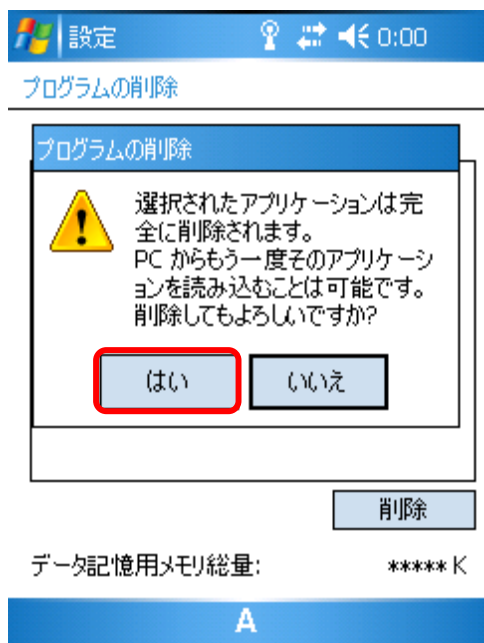 設定 0:00
プログラムの削除
プログラムの削除
選択されたアプリケーションは完
全に削除されます。
PC からもう一度そのアプリケーシ
ョンを読み込むことは可能です。
削除してもよろしいですか?
はい いいえ
削除
データ記憶用メモリ総量: ***** K
A